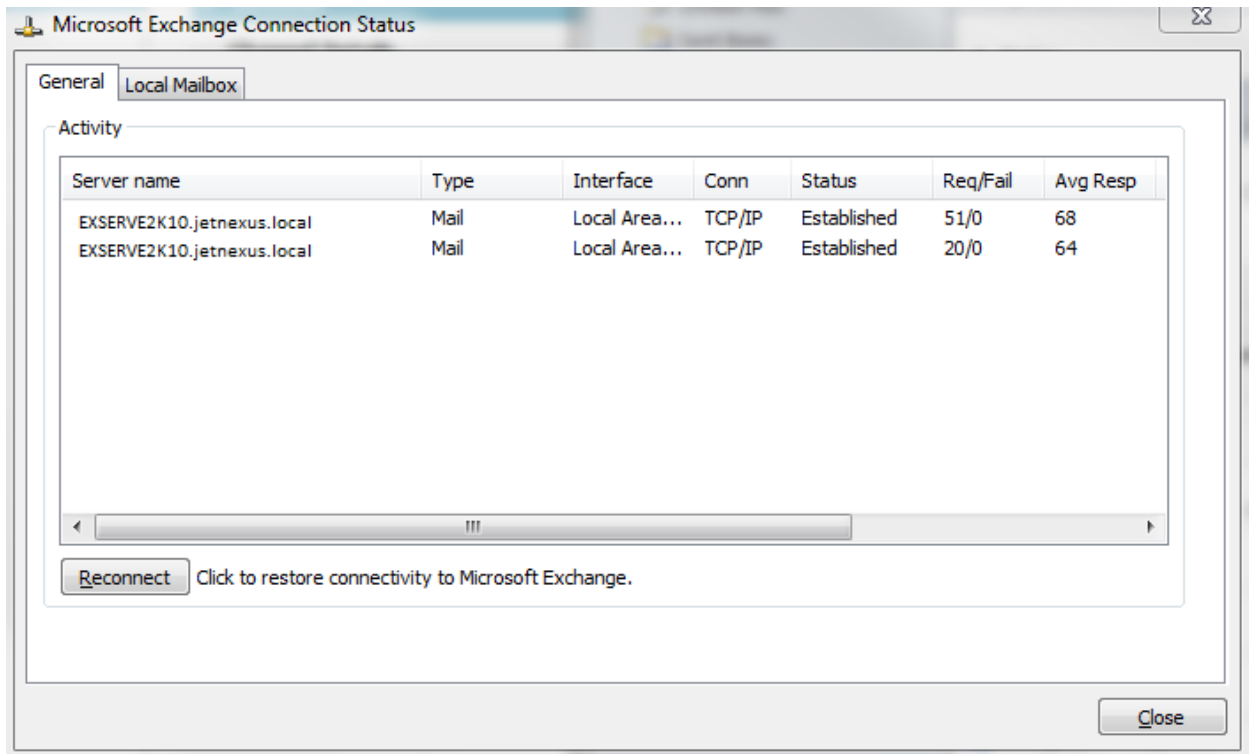 Microsoft Exchange Connection Status
General Local Mailbox
Activity
Server name Type Interface Conn Status Req/Fail Avg Resp
EXSERVE2K10.jetnexus.local Mail Local Area... TCP/IP Established 51/0 68
EXSERVE2K10.jetnexus.local Mail Local Area... TCP/IP Established 20/0 64
Reconnect Click to restore connectivity to Microsoft Exchange.
Close